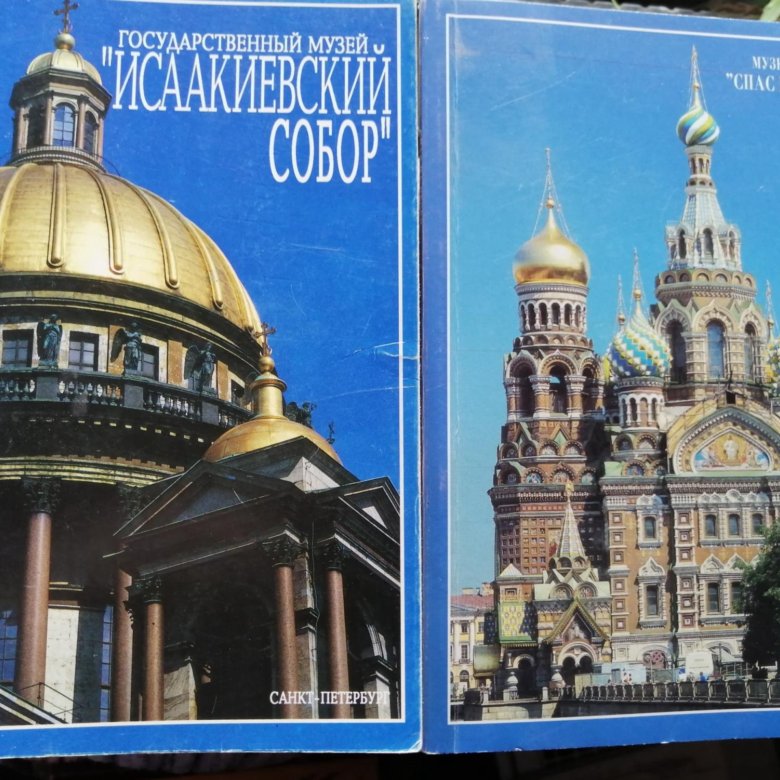 ГОСУДАРСТВЕННЫЙ МУЗЕЙ
"ИСААКИЕВСКИЙ
СОБОР"
САНКТ-ПЕТЕРБУРГ
"СПАС